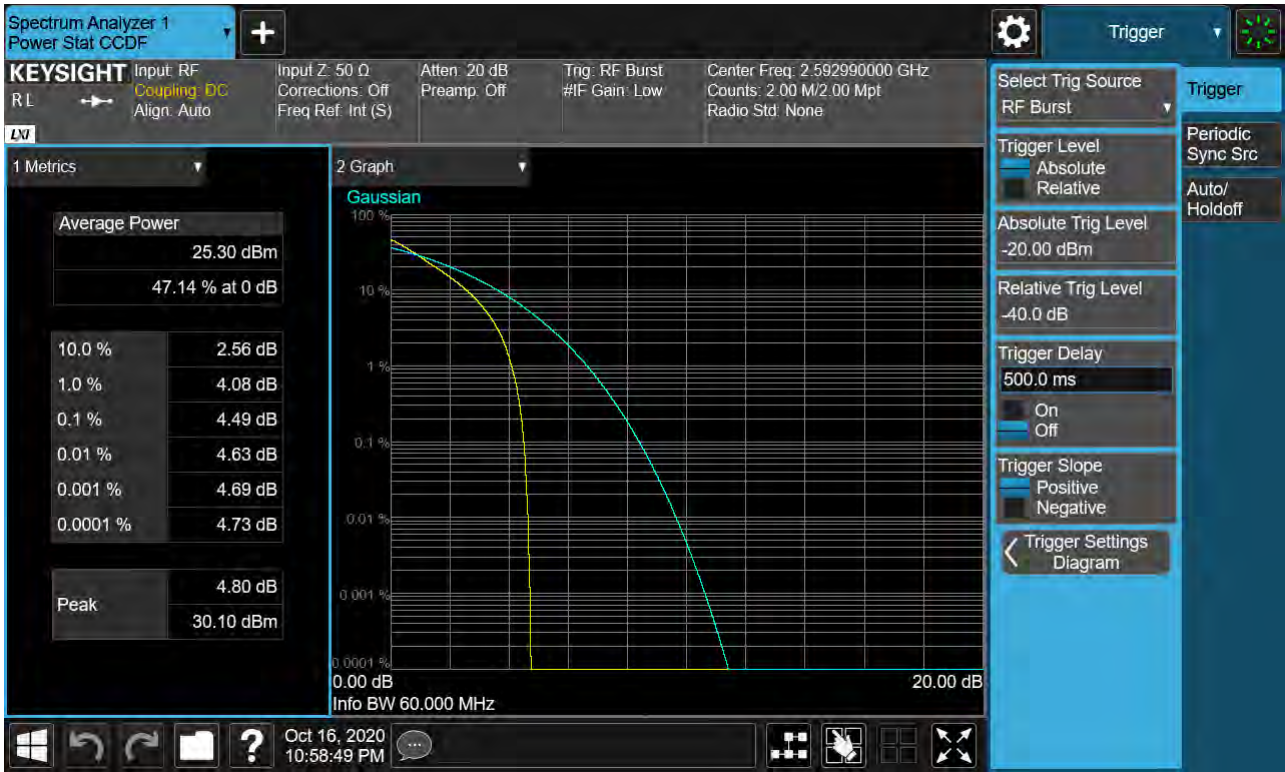 Spectrum Analyzer 1
Power Stat CCDF
+
Trigger
KEYSIGHT
RL
LXI
Input: RF
Coupling: DC
Align: Auto
Input Z: 50 Ω
Corrections: Off
Freq Ref: Int (S)
Atten: 20 dB
Preamp: Off
Trig: RF Burst
#IF Gain: Low
Center Freq: 2.592990000 GHz
Counts: 2.00 M/2.00 Mpt
Radio Std: None
1 Metrics
Average Power
25.30 dBm
47.14 % at 0 dB
10.0 % 2.56 dB
1.0 % 4.08 dB
0.1 % 4.49 dB
0.01 % 4.63 dB
0.001 % 4.69 dB
0.0001 % 4.73 dB
Peak
4.80 dB
30.10 dBm
2 Graph
Gaussian
100 %
10 %
1 %
0.1 %
0.01 %
0.001 %
0.0001 %
0.00 dB 20.00 dB
Info BW 60.000 MHz
Select Trig Source
RF Burst
Trigger Level
Absolute
Relative
Absolute Trig Level
-20.00 dBm
Relative Trig Level
-40.0 dB
Trigger Delay
500.0 ms
On
Off
Trigger Slope
Positive
Negative
Trigger Settings
Diagram
Trigger
Periodic
Sync Src
Auto/
Holdoff
?
Oct 16, 2020
10:58:49 PM